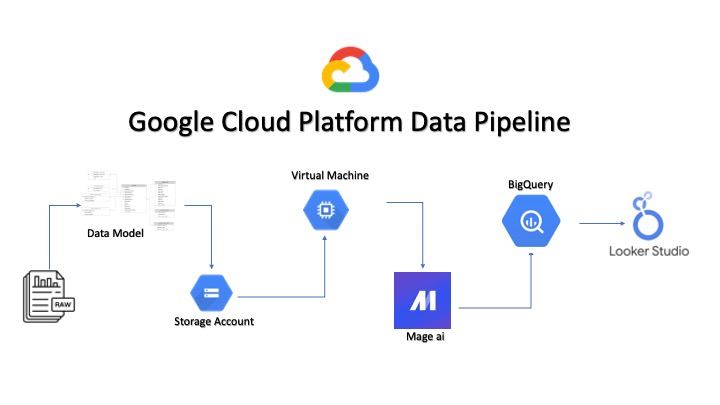 Google Cloud Platform Data Pipeline
Virtual Machine
BigQuery
Data Model
Looker Studio
RAW
Storage Account
Mage ai